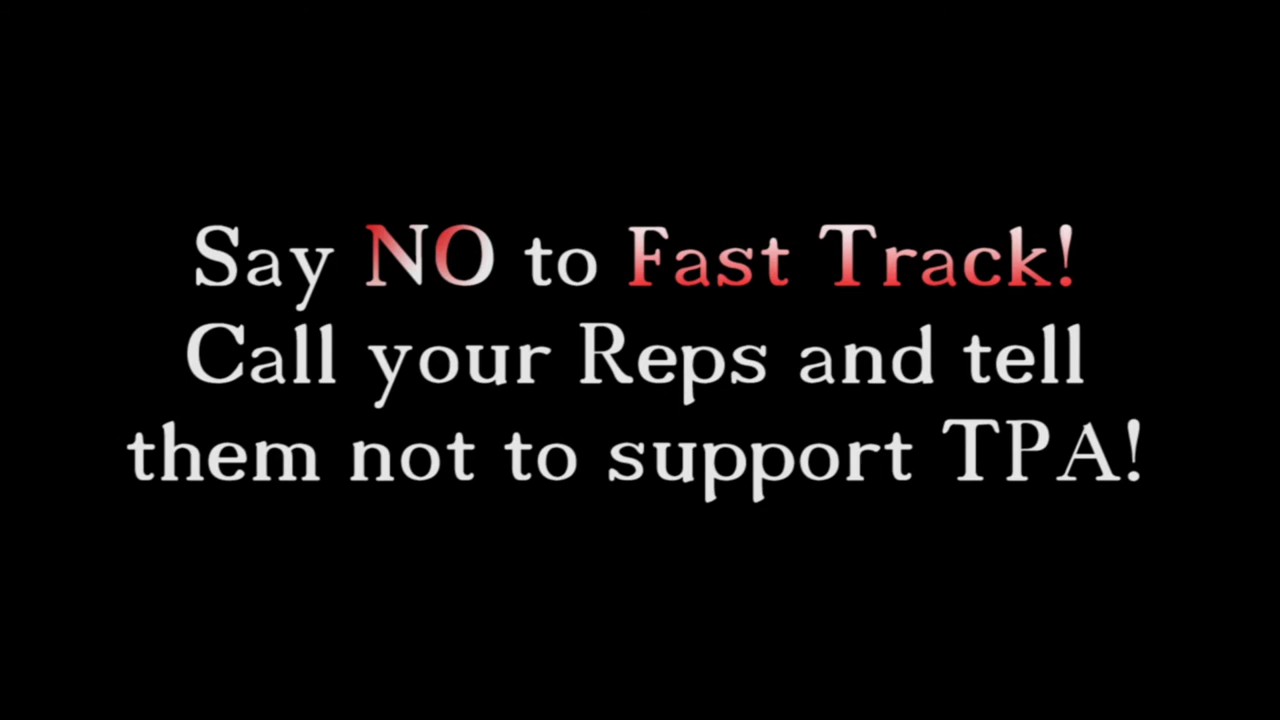 Say NO to Fast Track!
Call your Reps and tell
them not to support TPA!